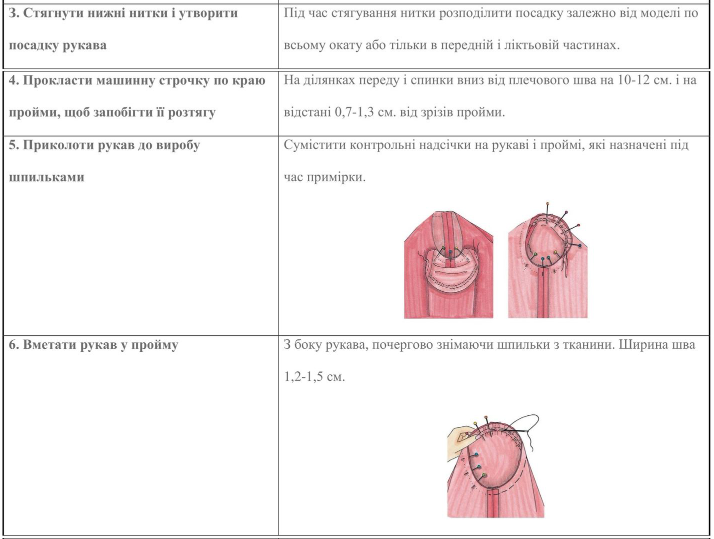 3. Стягнути нижні нитки і утворити
посадку рукава
Під час стягування нитки розподілити посадку залежно від моделі по
всьому окату або тільки в передній і ліктьовій частинах.
4. Прокласти машинну строчку по краю
пройми, щоб запобігти її розтягу
На ділянках переду і спинки вниз від плечового шва на 10-12 см. і на
відстані 0,7-1,3 см. від зрізів пройми.
5. Приколоти рукав до виробу
шпильками
Сумістити контрольні надсічки на рукаві і проймі, які назначені під
час примірки.
6. Вметати рукав у пройму
З боку рукава, почергово знімаючи шпильки з тканини. Ширина шва
1,2-1,5 см.